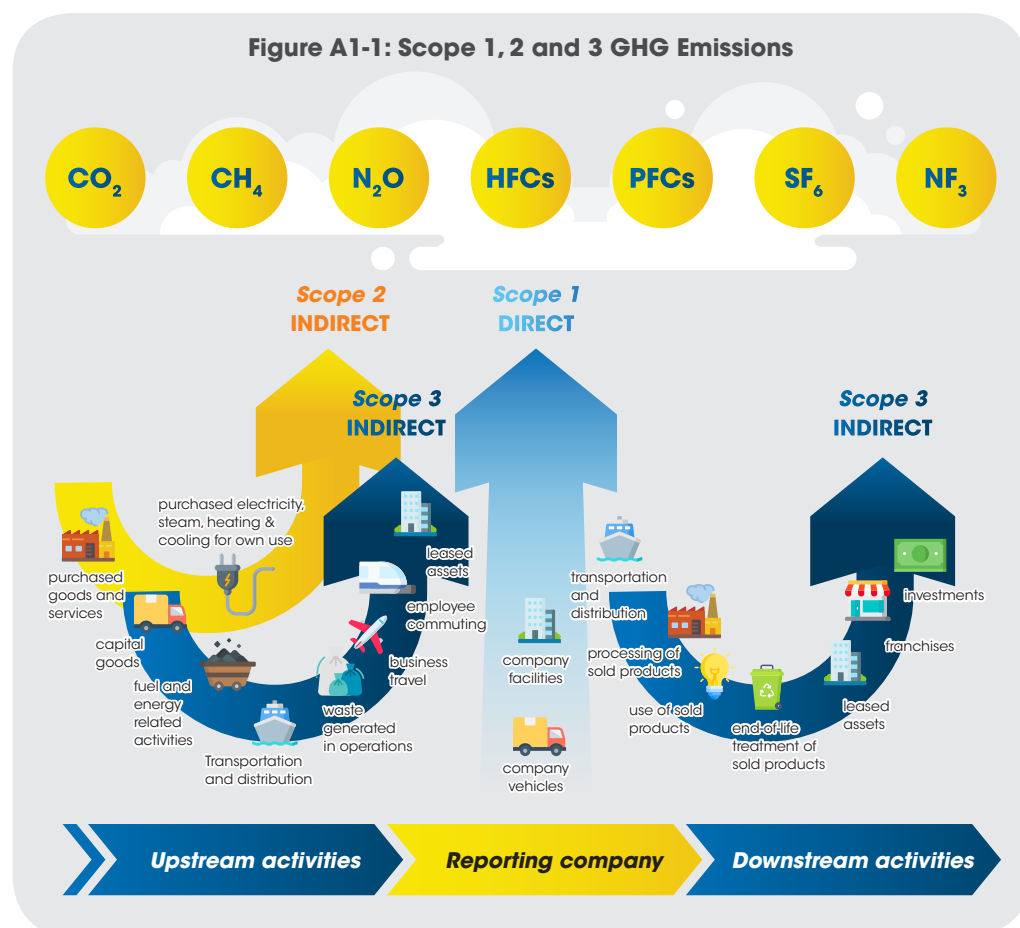 Figure A1-1: Scope 1, 2 and 3 GHG Emissions
CO₂
CH₄
N₂O
HFCs
PFCs
SF₆
NF₃
Scope 2
INDIRECT
Scope 1
DIRECT
Scope 3
INDIRECT
Scope 3
INDIRECT
purchased electricity,
steam, heating &
cooling for own use
purchased
goods and
services
capital
goods
fuel and
energy
related
activities
Transportation
and distribution
waste
generated
in operations
business
travel
employee
commuting
leased
assets
company
facilities
company
vehicles
transportation
and
distribution
processing of
sold products
use of sold
products
end-of-life
treatment of
sold products
leased
assets
franchises
investments
Upstream activities
Reporting company
Downstream activities